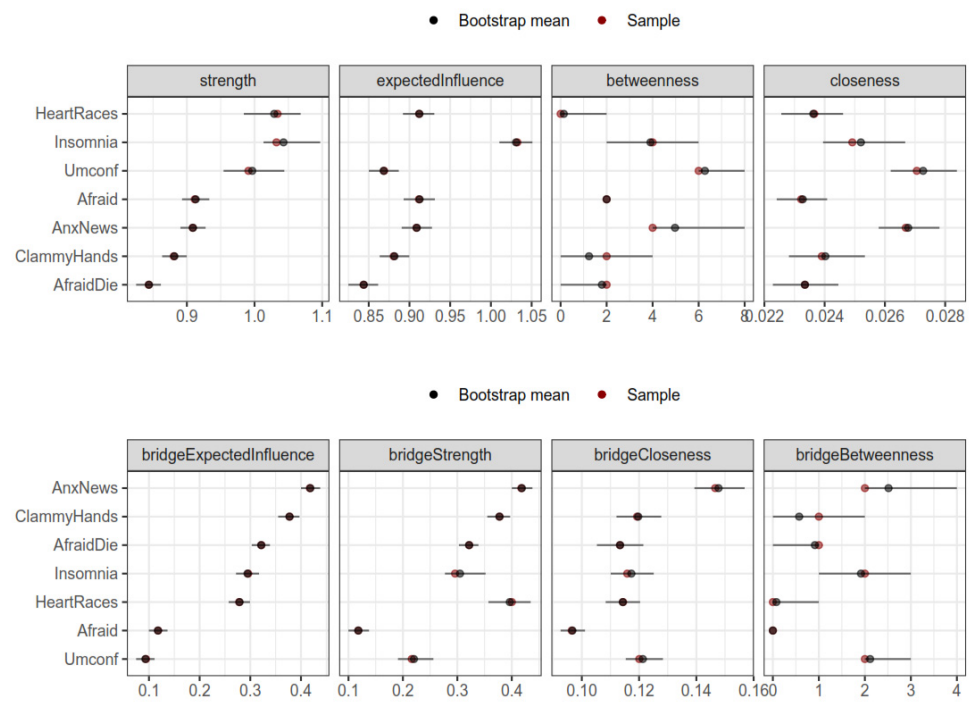 Bootstrap mean Sample
strength expectedInfluence betweenness closeness
HeartRaces
Insomnia
Umconf
Afraid
AnxNews
ClammyHands
AfraidDie
0.9 1.0 1.1 0.85 0.90 0.95 1.00 1.05 0 2 4 6 8 0.022 0.024 0.026 0.028
Bootstrap mean Sample
bridgeExpectedInfluence bridgeStrength bridgeCloseness bridgeBetweenness
AnxNews
ClammyHands
AfraidDie
Insomnia
HeartRaces
Afraid
Umconf
0.1 0.2 0.3 0.4 0.1 0.2 0.3 0.4 0.10 0.12 0.14 0.16 0 1 2 3 4